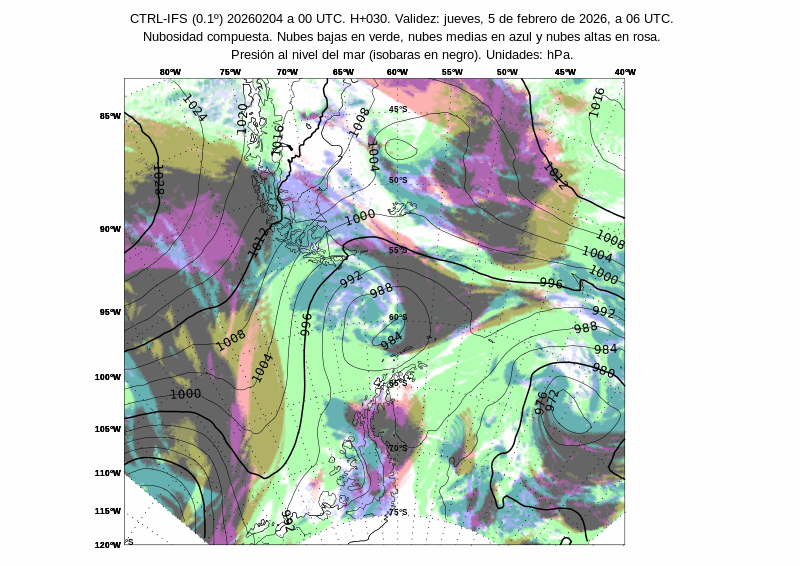 CTRL-IFS (0.1º) 20260204 a 00 UTC. H+030. Validez: jueves, 5 de febrero de 2026, a 06 UTC.
Nubosidad compuesta. Nubes bajas en verde, nubes medias en azul y nubes altas en rosa.
Presión al nivel del mar (isobaras en negro). Unidades: hPa.
80ºW 75ºW 70ºW 65ºW 60ºW 55ºW 50ºW 45ºW 40ºW
1024 1020 1016 1008 45ºS 1016
85ºW
1016 1004
1028 50ºS 1012
1000
90ºW 1012 1008
55ºS 1004
992 996 1000
988
95ºW 996 60ºS 992
1008 984 988
984
1004 980
100ºW 65ºS
1000 976 972
105ºW
70ºS
110ºW
115ºW 992 75ºS
120ºW ºS